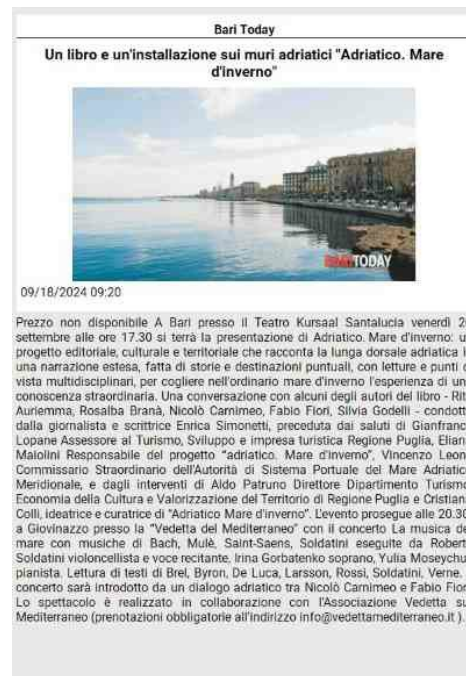 Bari Today
Un libro e un'installazione sui muri adriatici "Adriatico. Mare
d'inverno"
BARITODAY
09/18/2024 09:20
Prezzo non disponibile A Bari presso il Teatro Kursaal Santalucia venerdì 20
settembre alle ore 17.30 si terrà la presentazione di Adriatico. Mare d'inverno: u
progetto editoriale, culturale e territoriale che racconta la lunga dorsale adriatica i
una narrazione estesa, fatta di storie e destinazioni puntuali, con letture e punti d
vista multidisciplinari, per cogliere nell'ordinario mare d'inverno l'esperienza di un
conoscenza straordinaria. Una conversazione con alcuni degli autori del libro - Rit
Auriemma, Rosalba Branà, Nicolò Carnimeo, Fabio Fiori, Silvia Godelli - condott
dalla giornalista e scrittrice Enrica Simonetti, preceduta dai saluti di Gianfranc
Lopane Assessore al Turismo, Sviluppo e impresa turistica Regione Puglia, Elian
Maiolini Responsabile del progetto "adriatico. Mare d'inverno", Vincenzo Leon
Commissario Straordinario dell'Autorità di Sistema Portuale del Mare Adriatic
Meridionale, e dagli interventi di Aldo Patruno Direttore Dipartimento Turismo
Economia della Cultura e Valorizzazione del Territorio di Regione Puglia e Cristian
Colli, ideatrice e curatrice di "Adriatico Mare d'inverno". L'evento prosegue alle 20.30
a Giovinazzo presso la "Vedetta del Mediterraneo" con il concerto La musica de
mare con musiche di Bach, Mulè, Saint-Saens, Soldatini eseguite da Robert
Soldatini violoncellista e voce recitante, Irina Gorbatenko soprano, Yulia Moseychu
pianista. Lettura di testi di Brel, Byron, De Luca, Larsson, Rossi, Soldatini, Verne.
concerto sarà introdotto da un dialogo adriatico tra Nicolò Carnimeo e Fabio Fior
Lo spettacolo è realizzato in collaborazione con l'Associazione Vedetta su
Mediterraneo (prenotazioni obbligatorie all'indirizzo info@vedettamediterraneo.it ).